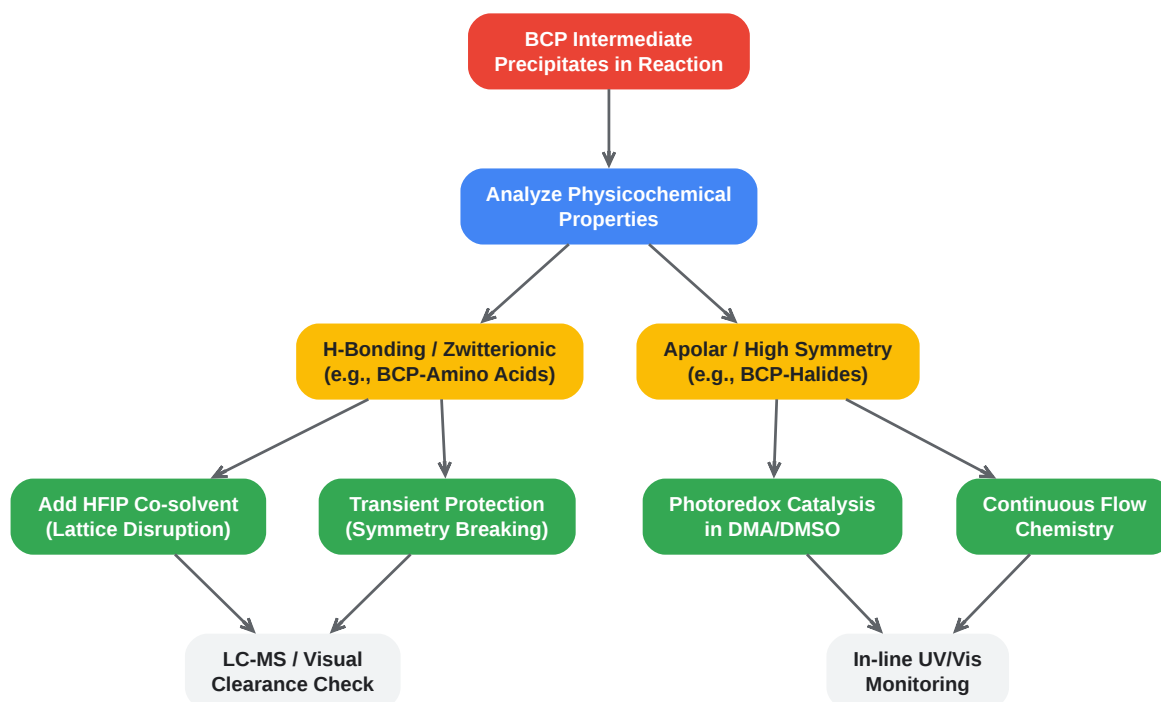 BCP Intermediate
Precipitates in Reaction
Analyze Physicochemical
Properties
H-Bonding / Zwitterionic
(e.g., BCP-Amino Acids)
Apolar / High Symmetry
(e.g., BCP-Halides)
Add HFIP Co-solvent
(Lattice Disruption)
Transient Protection
(Symmetry Breaking)
Photoredox Catalysis
in DMA/DMSO
Continuous Flow
Chemistry
LC-MS / Visual
Clearance Check
In-line UV/Vis
Monitoring